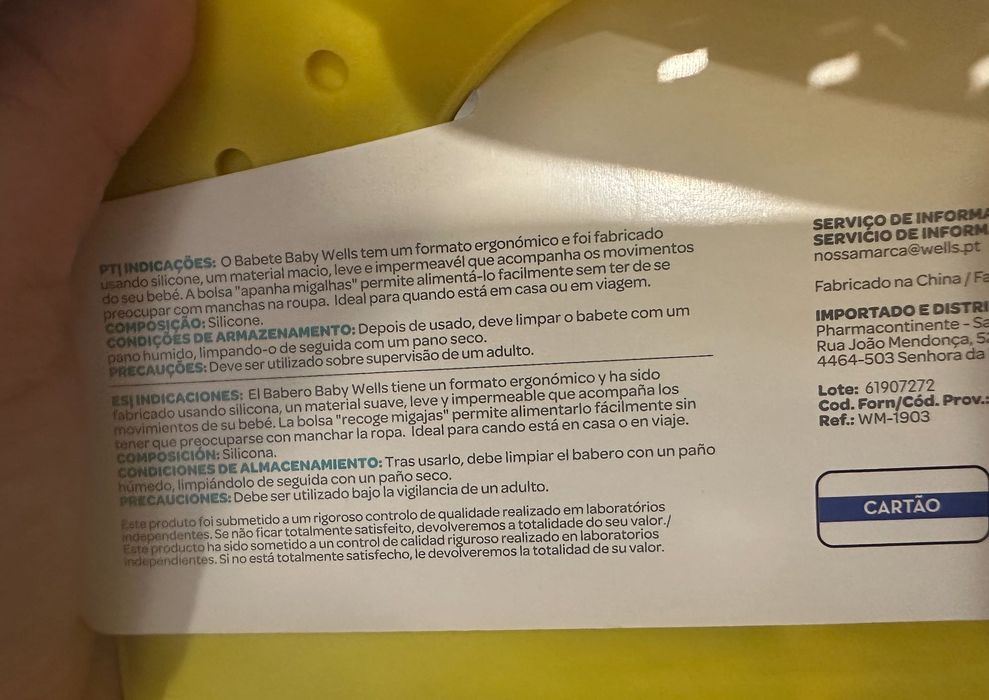 PT| INDICAÇÕES: O Babete Baby Wells tem um formato ergonómico e foi fabricado
usando silicone, um material macio, leve e impermeavél que acompanha os movimentos
do seu bebé. A bolsa "apanha migalhas" permite alimentá-lo facilmente sem ter de se
preocupar com manchas na roupa. Ideal para quando está em casa ou em viagem.
COMPOSIÇÃO: Silicone.
CONDIÇÕES DE ARMAZENAMENTO: Depois de usado, deve limpar o babete com um
pano humido, limpando-o de seguida com um pano seco.
PRECAUÇÕES: Deve ser utilizado sobre supervisão de um adulto.
ES| INDICACIONES: El Babero Baby Wells tiene un formato ergonómico y ha sido
fabricado usando silicona, un material suave, leve y impermeable que acompaña los
movimientos de su bebé. La bolsa "recoge migajas" permite alimentarlo fácilmente sin
tener que preocuparse con manchar la ropa. Ideal para cando está en casa o en viaje.
COMPOSICIÓN: Silicona.
CONDICIONES DE ALMACENAMIENTO: Tras usarlo, debe limpiar el babero con un paño
húmedo, limpiándolo de seguida con un paño seco.
PRECAUCIONES: Debe ser utilizado bajo la vigilancia de un adulto.
Este produto foi submetido a um rigoroso controlo de qualidade realizado em laboratórios
independentes. Se não ficar totalmente satisfeito, devolveremos a totalidade do seu valor./
Este producto ha sido sometido a un control de calidad riguroso realizado en laboratorios
independientes. Si no está totalmente satisfecho, le devolveremos la totalidad de su valor.
SERVIÇO DE INFORMA
SERVICIO DE INFORM
nossamarca@wells.pt
Fabricado na China / Fa
IMPORTADO E DISTRI
Pharmacontinente - Sa
Rua João Mendonça, 5
4464-503 Senhora da
Lote: 61907272
Cod. Forn/Cód. Prov.:
Ref.: WM-1903
CARTÃO